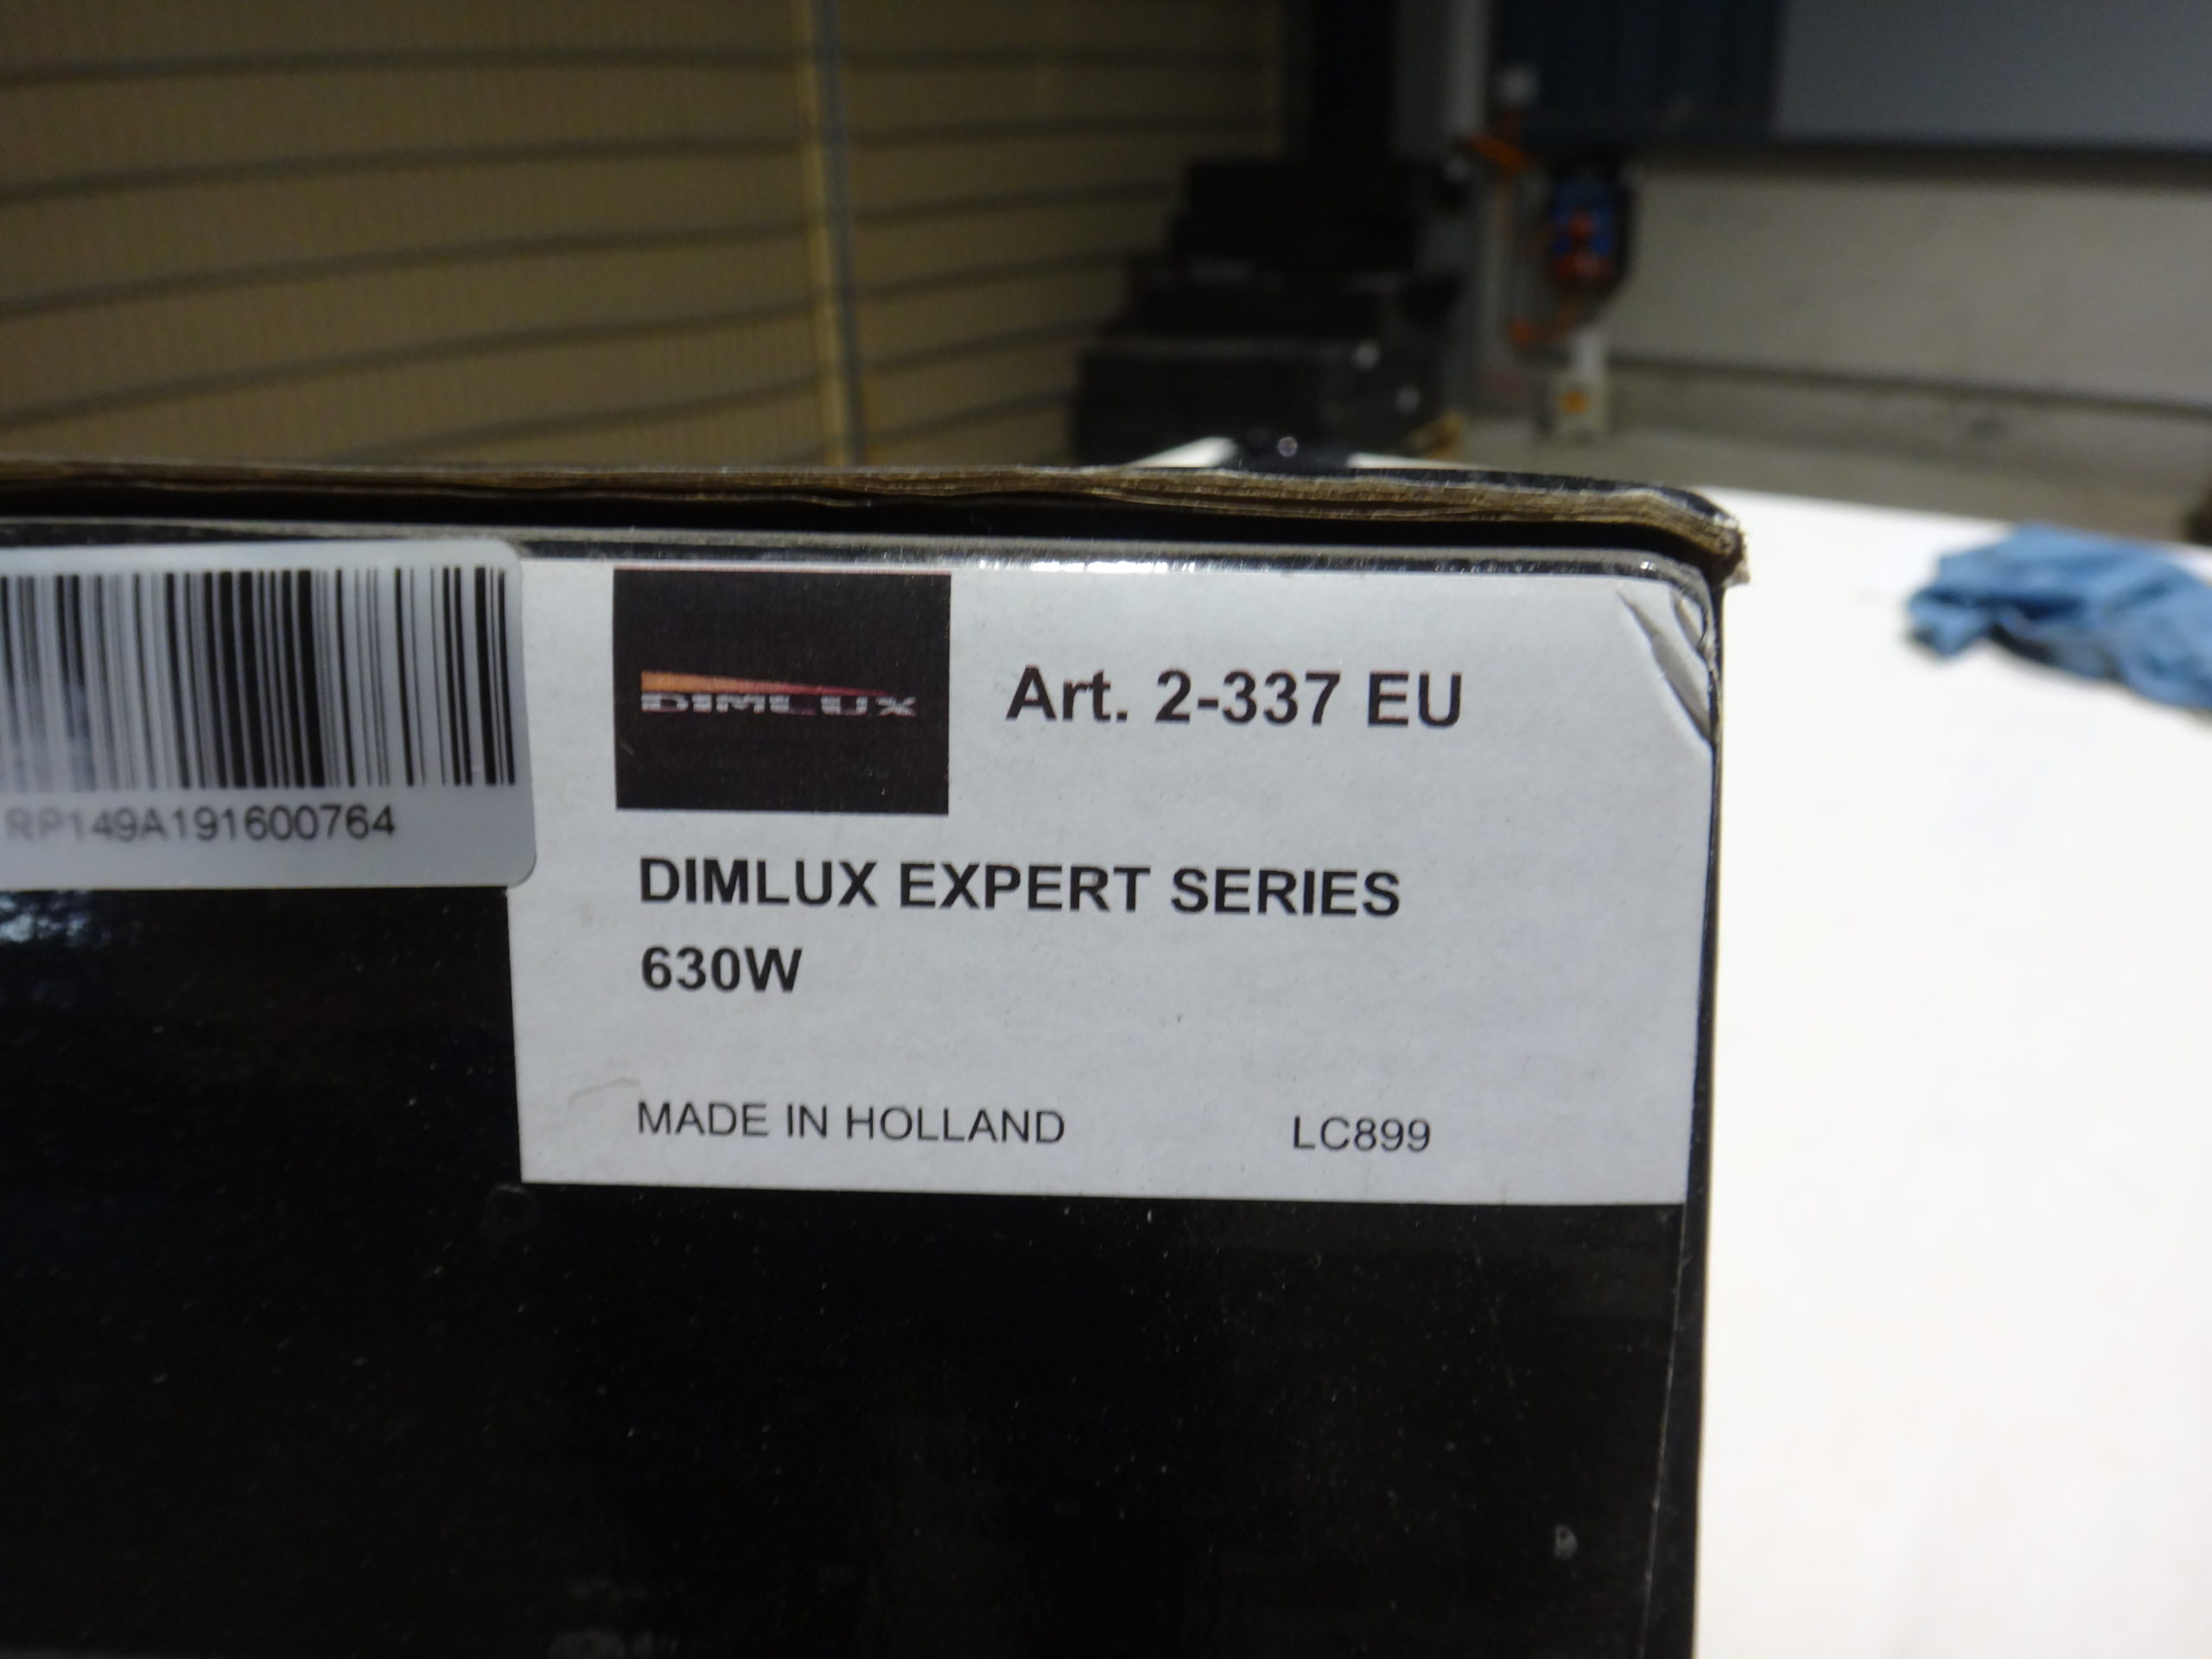 RP149A191600764
DIMLUX
Art. 2-337 EU
DIMLUX EXPERT SERIES
630W
MADE IN HOLLAND LC899